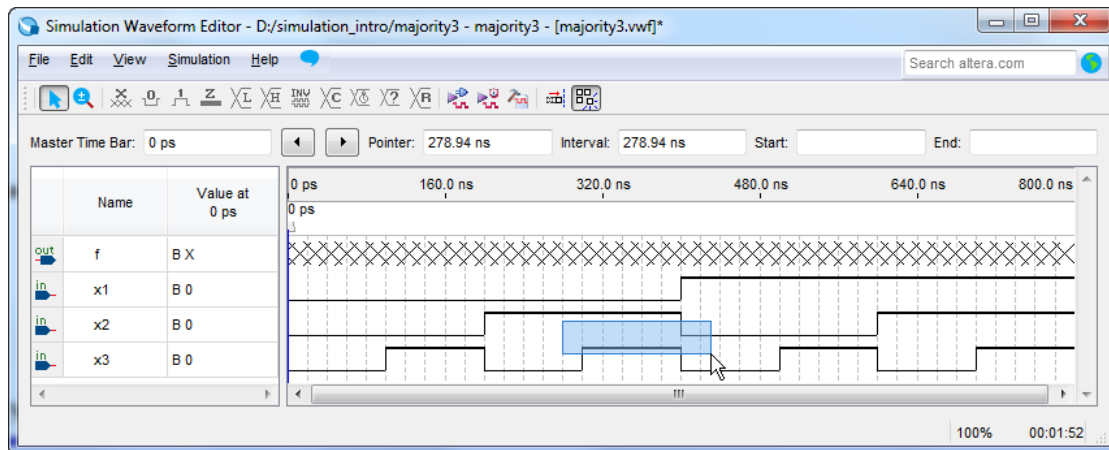 Simulation Waveform Editor - D:/simulation_intro/majority3 - majority3 - [majority3.vwf]*
File Edit View Simulation Help Search altera.com
Master Time Bar: 0 ps Pointer: 278.94 ns Interval: 278.94 ns Start: End:
Name Value at 0 ps
0 ps 160.0 ns 320.0 ns 480.0 ns 640.0 ns 800.0 ns
0 ps
out f B X
in x1 B 0
in x2 B 0
in x3 B 0
100% 00:01:52